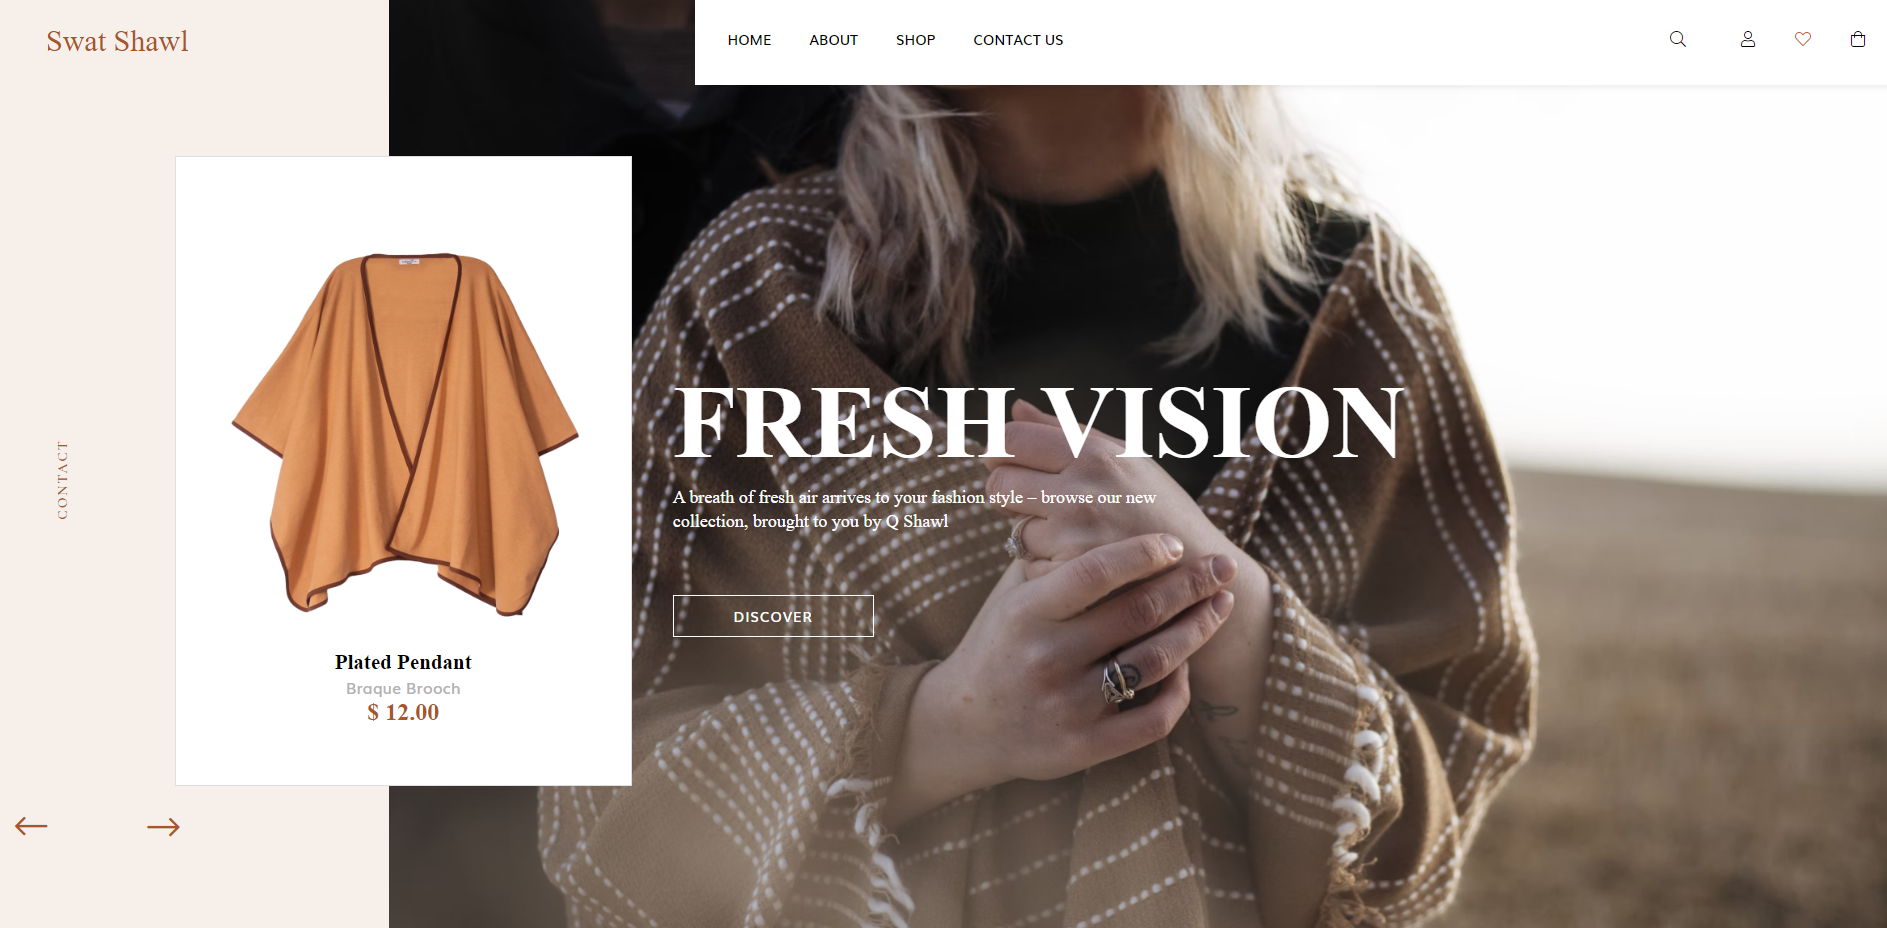 Swat Shawl
HOME
ABOUT
SHOP
CONTACT US
CONTACT
FRESH VISION
A breath of fresh air arrives to your fashion style – browse our new
collection, brought to you by Q Shawl
DISCOVER
Plated Pendant
Braque Brooch
$ 12.00